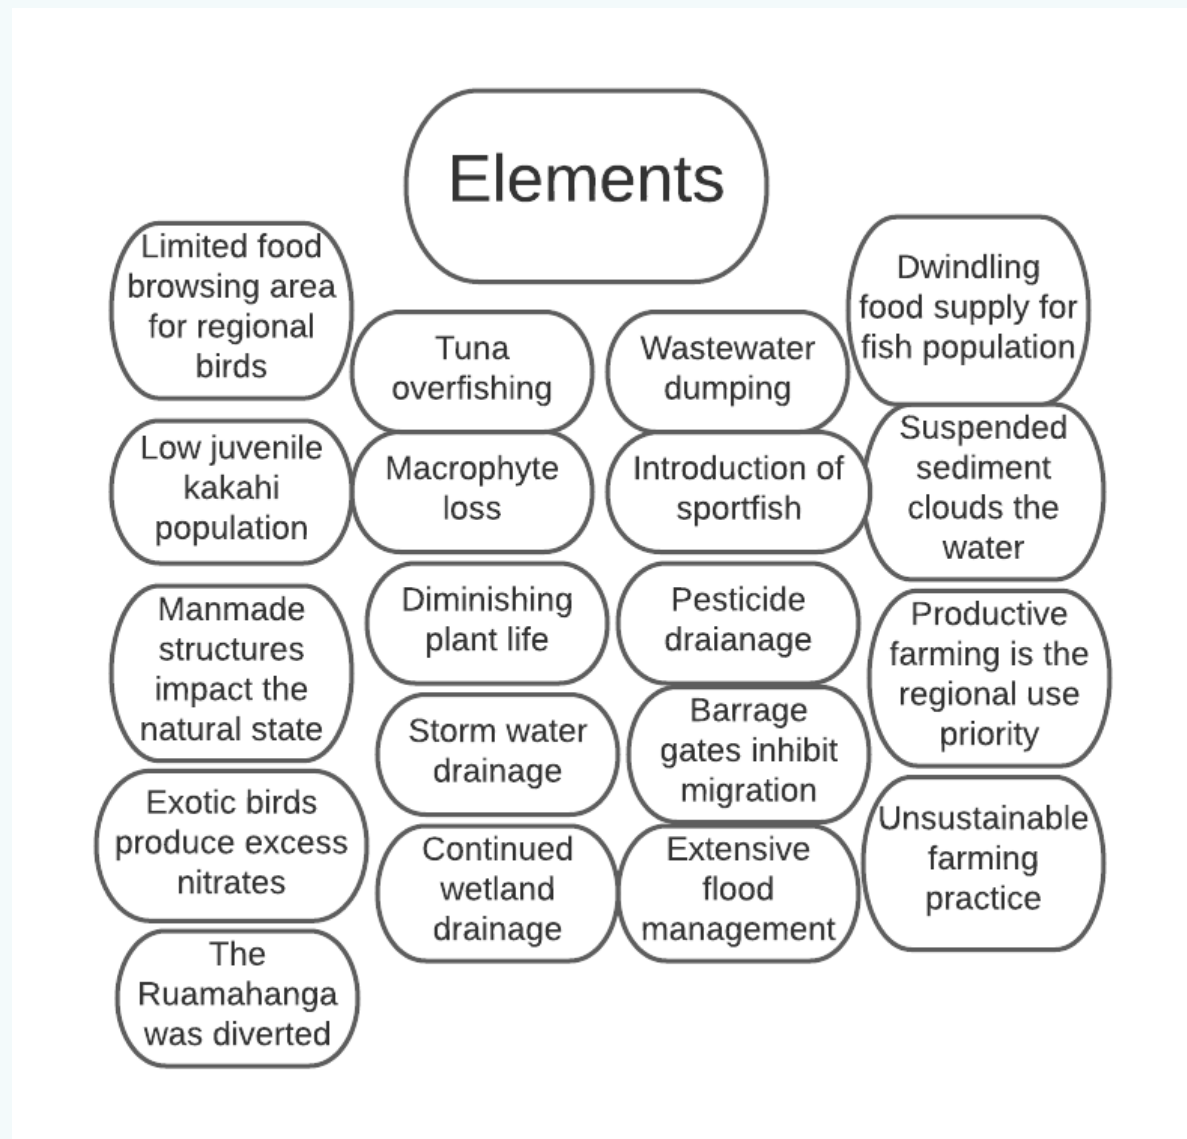 Elements
Limited food
browsing area
for regional
birds
Low juvenile
kakahi
population
Manmade
structures
impact the
natural state
Exotic birds
produce excess
nitrates
The
Ruamahanga
was diverted
Tuna
overfishing
Macrophyte
loss
Diminishing
plant life
Storm water
drainage
Continued
wetland
drainage
Wastewater
dumping
Introduction of
sportfish
Pesticide
draianage
Barrage
gates inhibit
migration
Extensive
flood
management
Dwindling
food supply for
fish population
Suspended
sediment
clouds the
water
Productive
farming is the
regional use
priority
Unsustainable
farming
practice